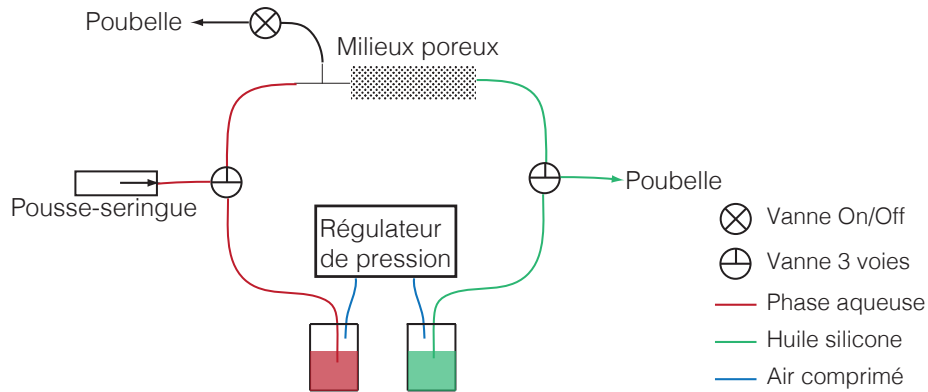 Poubelle
Milieux poreux
Pousse-seringue
Poubelle
Régulateur
de pression
Vanne On/Off
Vanne 3 voies
Phase aqueuse
Huile silicone
Air comprimé